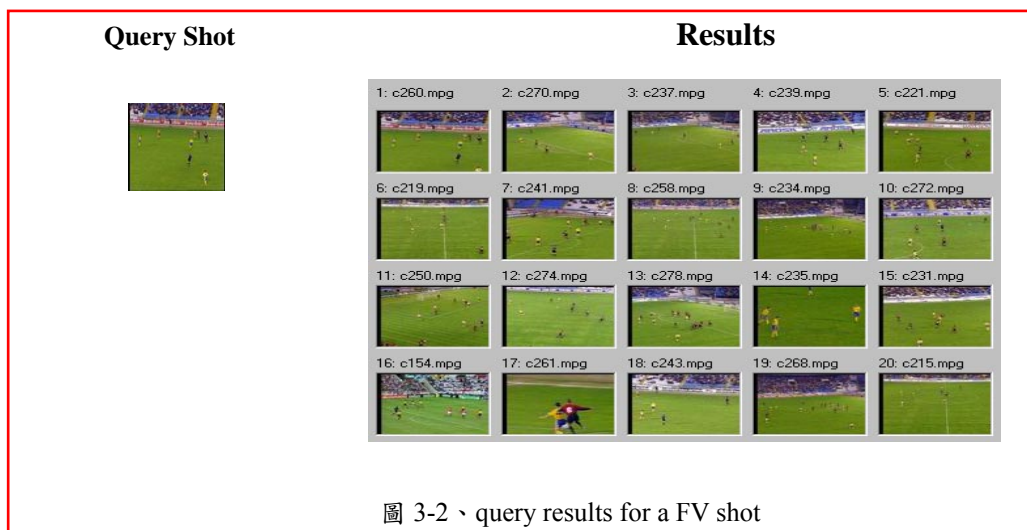 Query Shot
Results
1: c260.mpg 2: c270.mpg 3: c237.mpg 4: c239.mpg 5: c221.mpg
6: c219.mpg 7: c241.mpg 8: c258.mpg 9: c234.mpg 10: c272.mpg
11: c250.mpg 12: c274.mpg 13: c278.mpg 14: c235.mpg 15: c231.mpg
16: c154.mpg 17: c261.mpg 18: c243.mpg 19: c268.mpg 20: c215.mpg
圖 3-2、query results for a FV shot